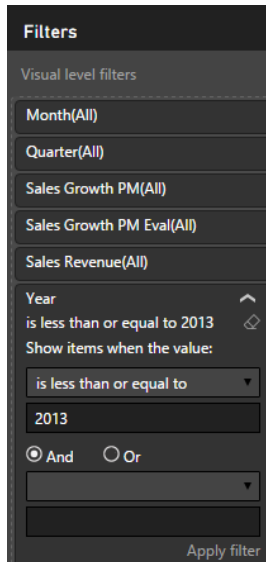 Filters
Visual level filters
Month(All)
Quarter(All)
Sales Growth PM(All)
Sales Growth PM Eval(All)
Sales Revenue(All)
Year
is less than or equal to 2013
Show items when the value:
is less than or equal to
2013
And Or
Apply filter